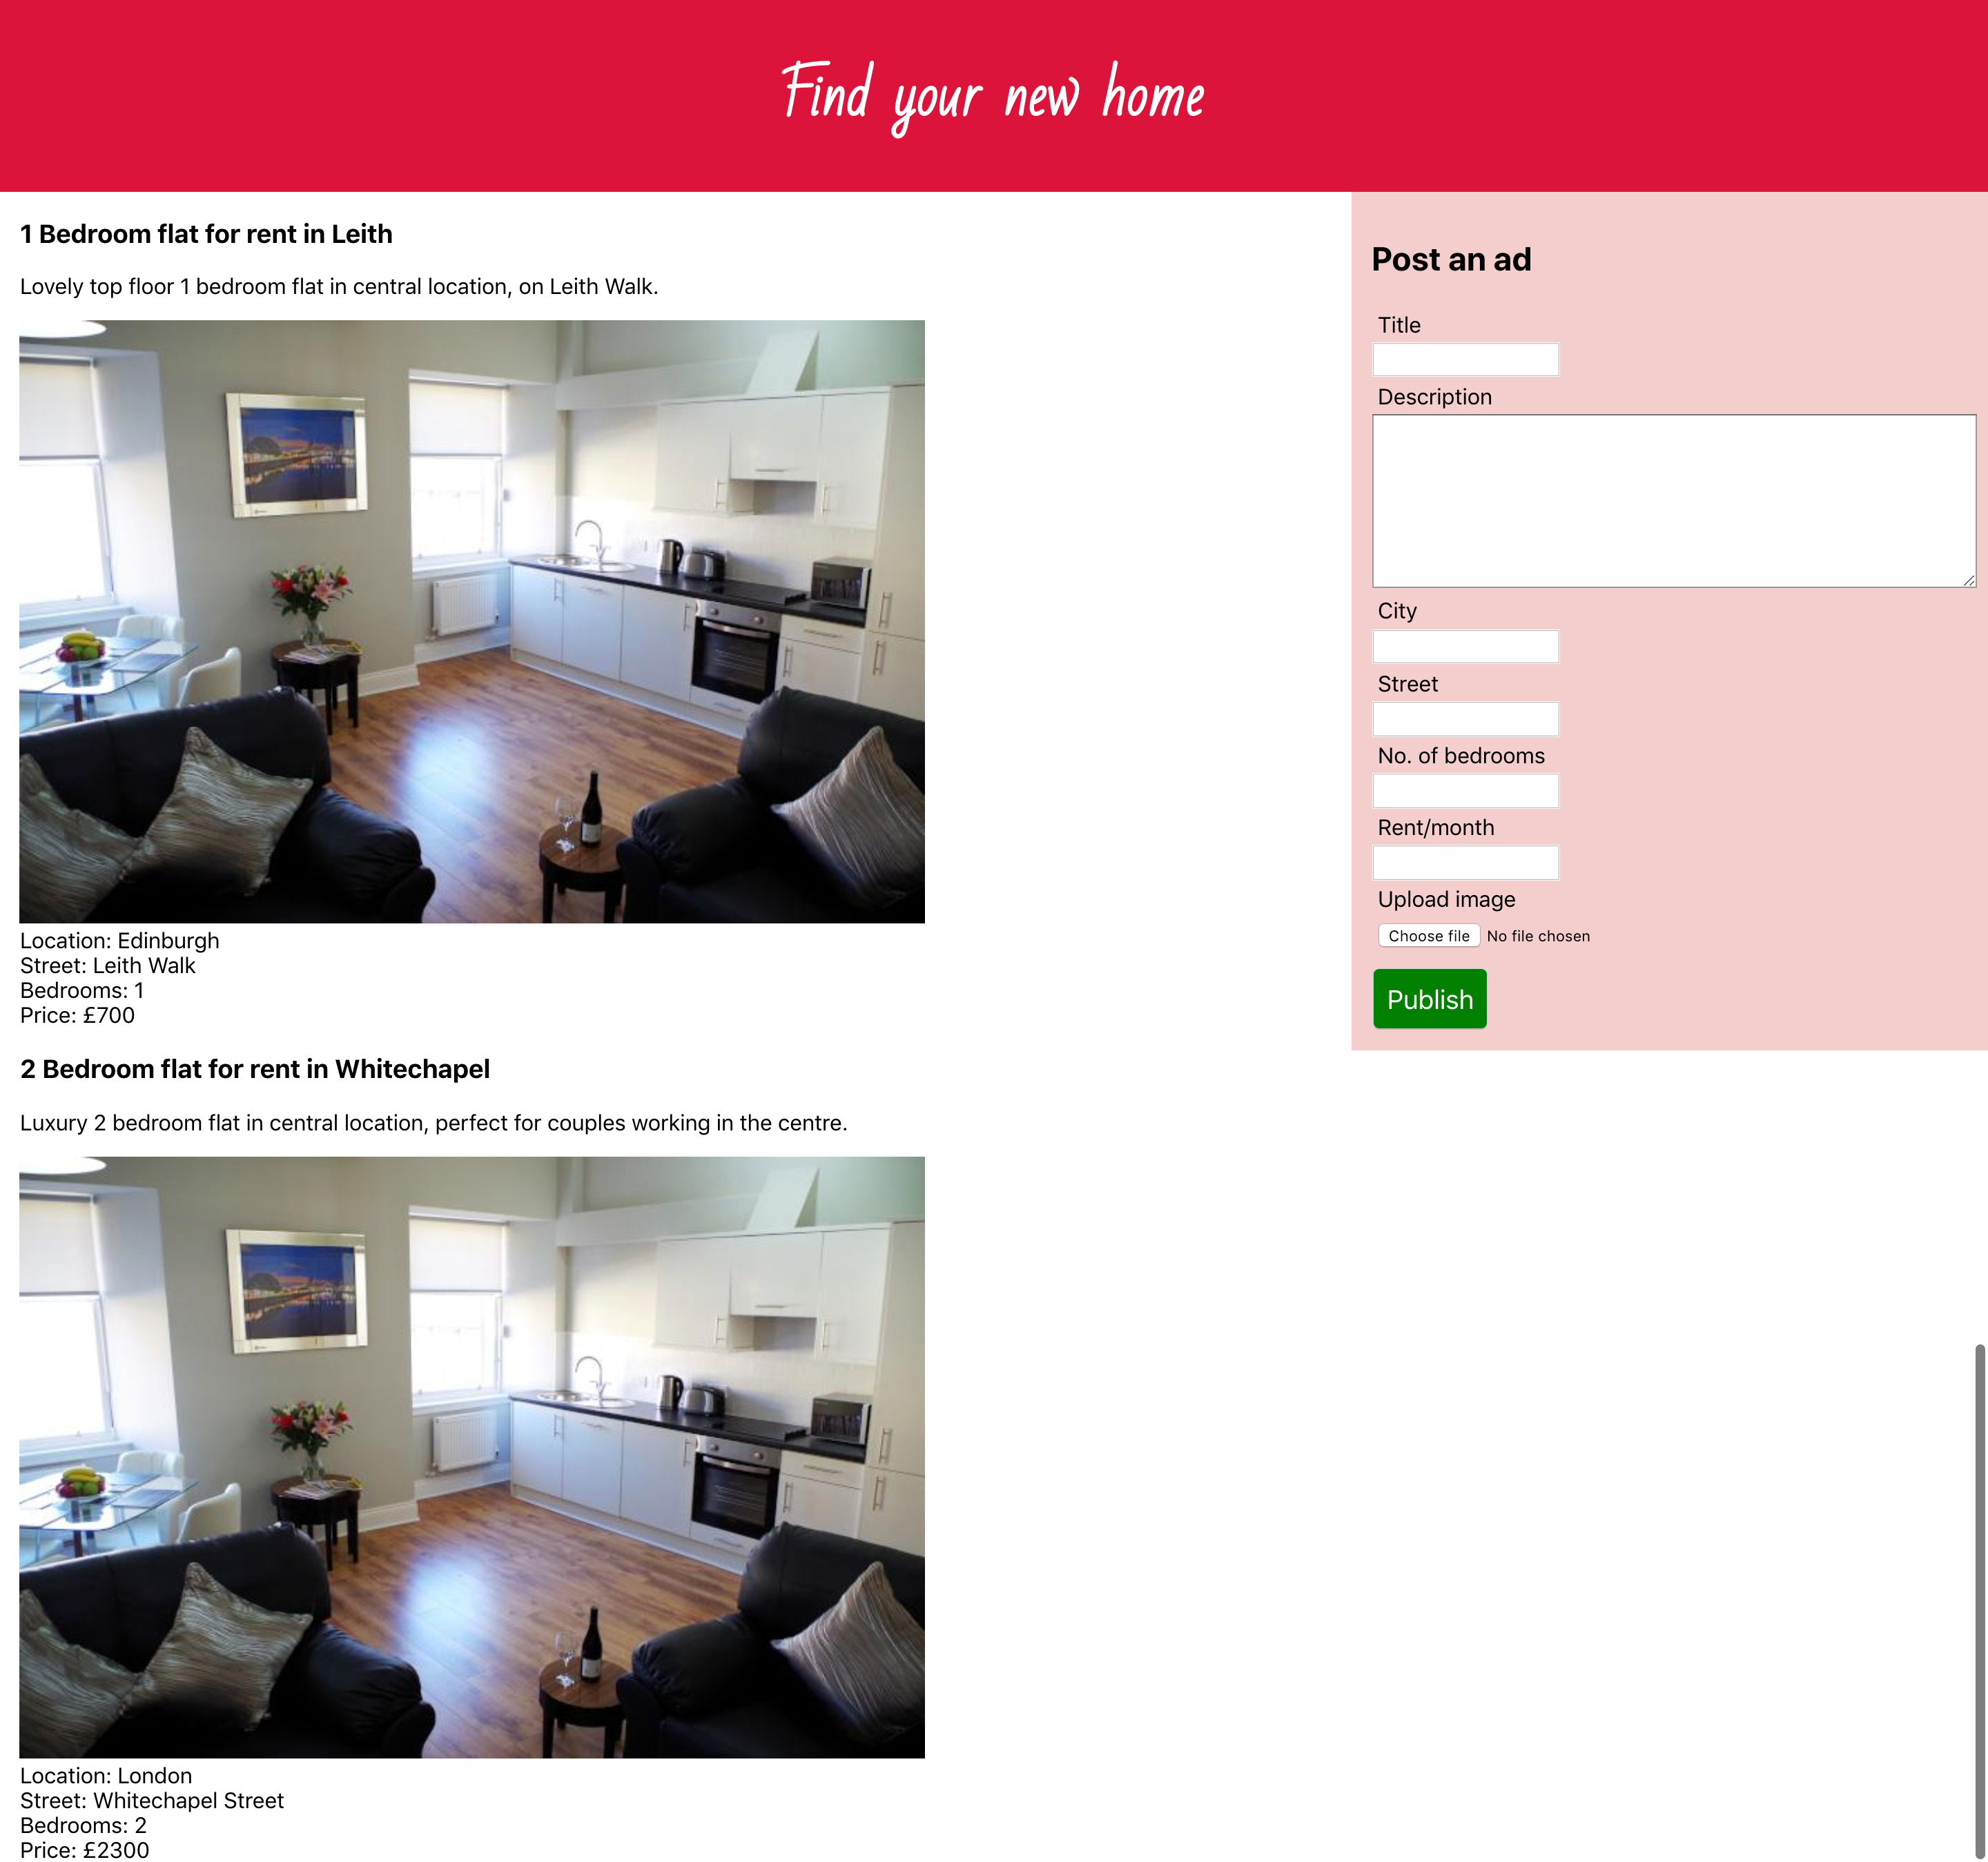 Find your new home
1 Bedroom flat for rent in Leith
Lovely top floor 1 bedroom flat in central location, on Leith Walk.
Location: Edinburgh
Street: Leith Walk
Bedrooms: 1
Price: £700
2 Bedroom flat for rent in Whitechapel
Luxury 2 bedroom flat in central location, perfect for couples working in the centre.
Location: London
Street: Whitechapel Street
Bedrooms: 2
Price: £2300
Post an ad
Title
Description
City
Street
No. of bedrooms
Rent/month
Upload image
Choose file No file chosen
Publish